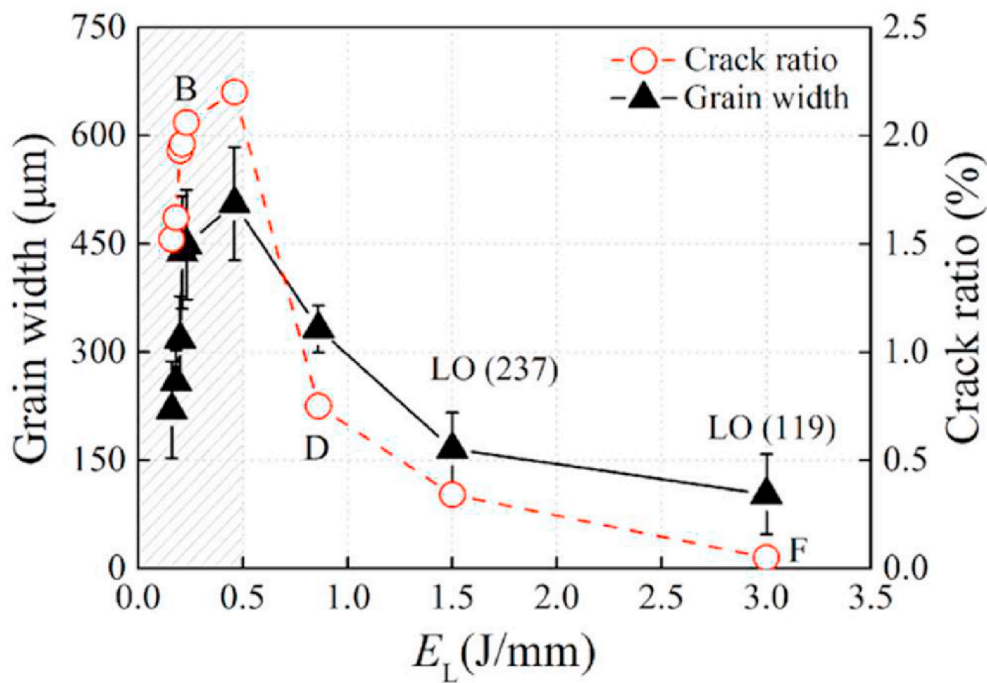 750
600
450
300
150
0
Grain width (µm)
2.5
2.0
1.5
1.0
0.5
0.0
Crack ratio (%)
Crack ratio
Grain width
B
D
LO (237)
LO (119)
F
0.0 0.5 1.0 1.5 2.0 2.5 3.0 3.5
EL (J/mm)